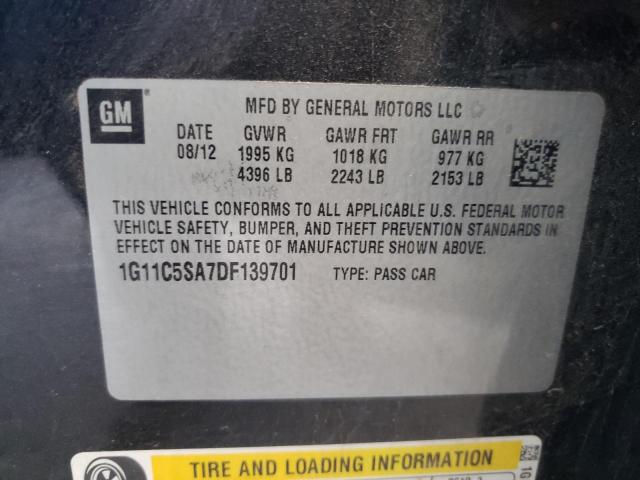 GM
MFD BY GENERAL MOTORS LLC
DATE GVWR GAWR FRT GAWR RR
08/12 1995 KG 1018 KG 977 KG
4396 LB 2243 LB 2153 LB
THIS VEHICLE CONFORMS TO ALL APPLICABLE U.S. FEDERAL MOTOR
VEHICLE SAFETY, BUMPER, AND THEFT PREVENTION STANDARDS IN
EFFECT ON THE DATE OF MANUFACTURE SHOWN ABOVE.
1G11C5SA7DF139701 TYPE: PASS CAR
TIRE AND LOADING INFORMATION
1G